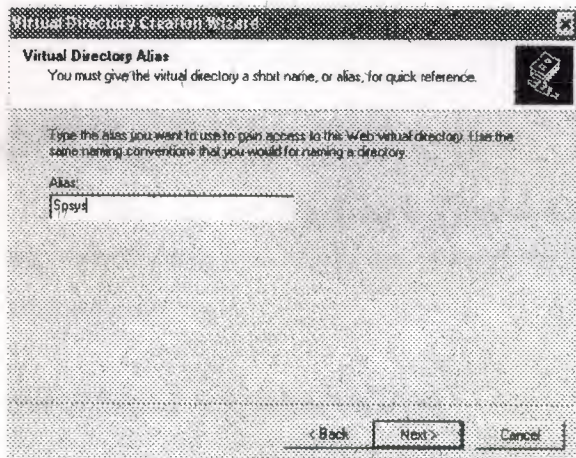 Virtual Directory Creation Wizard
Virtual Directory Alias
You must give the virtual directory a short name, or alias, for quick reference.
Type the alias you want to use to gain access to this Web virtual directory. Use the
same naming conventions that you would for naming a directory.
Alias:
Spsys
< Back
Next >
Cancel